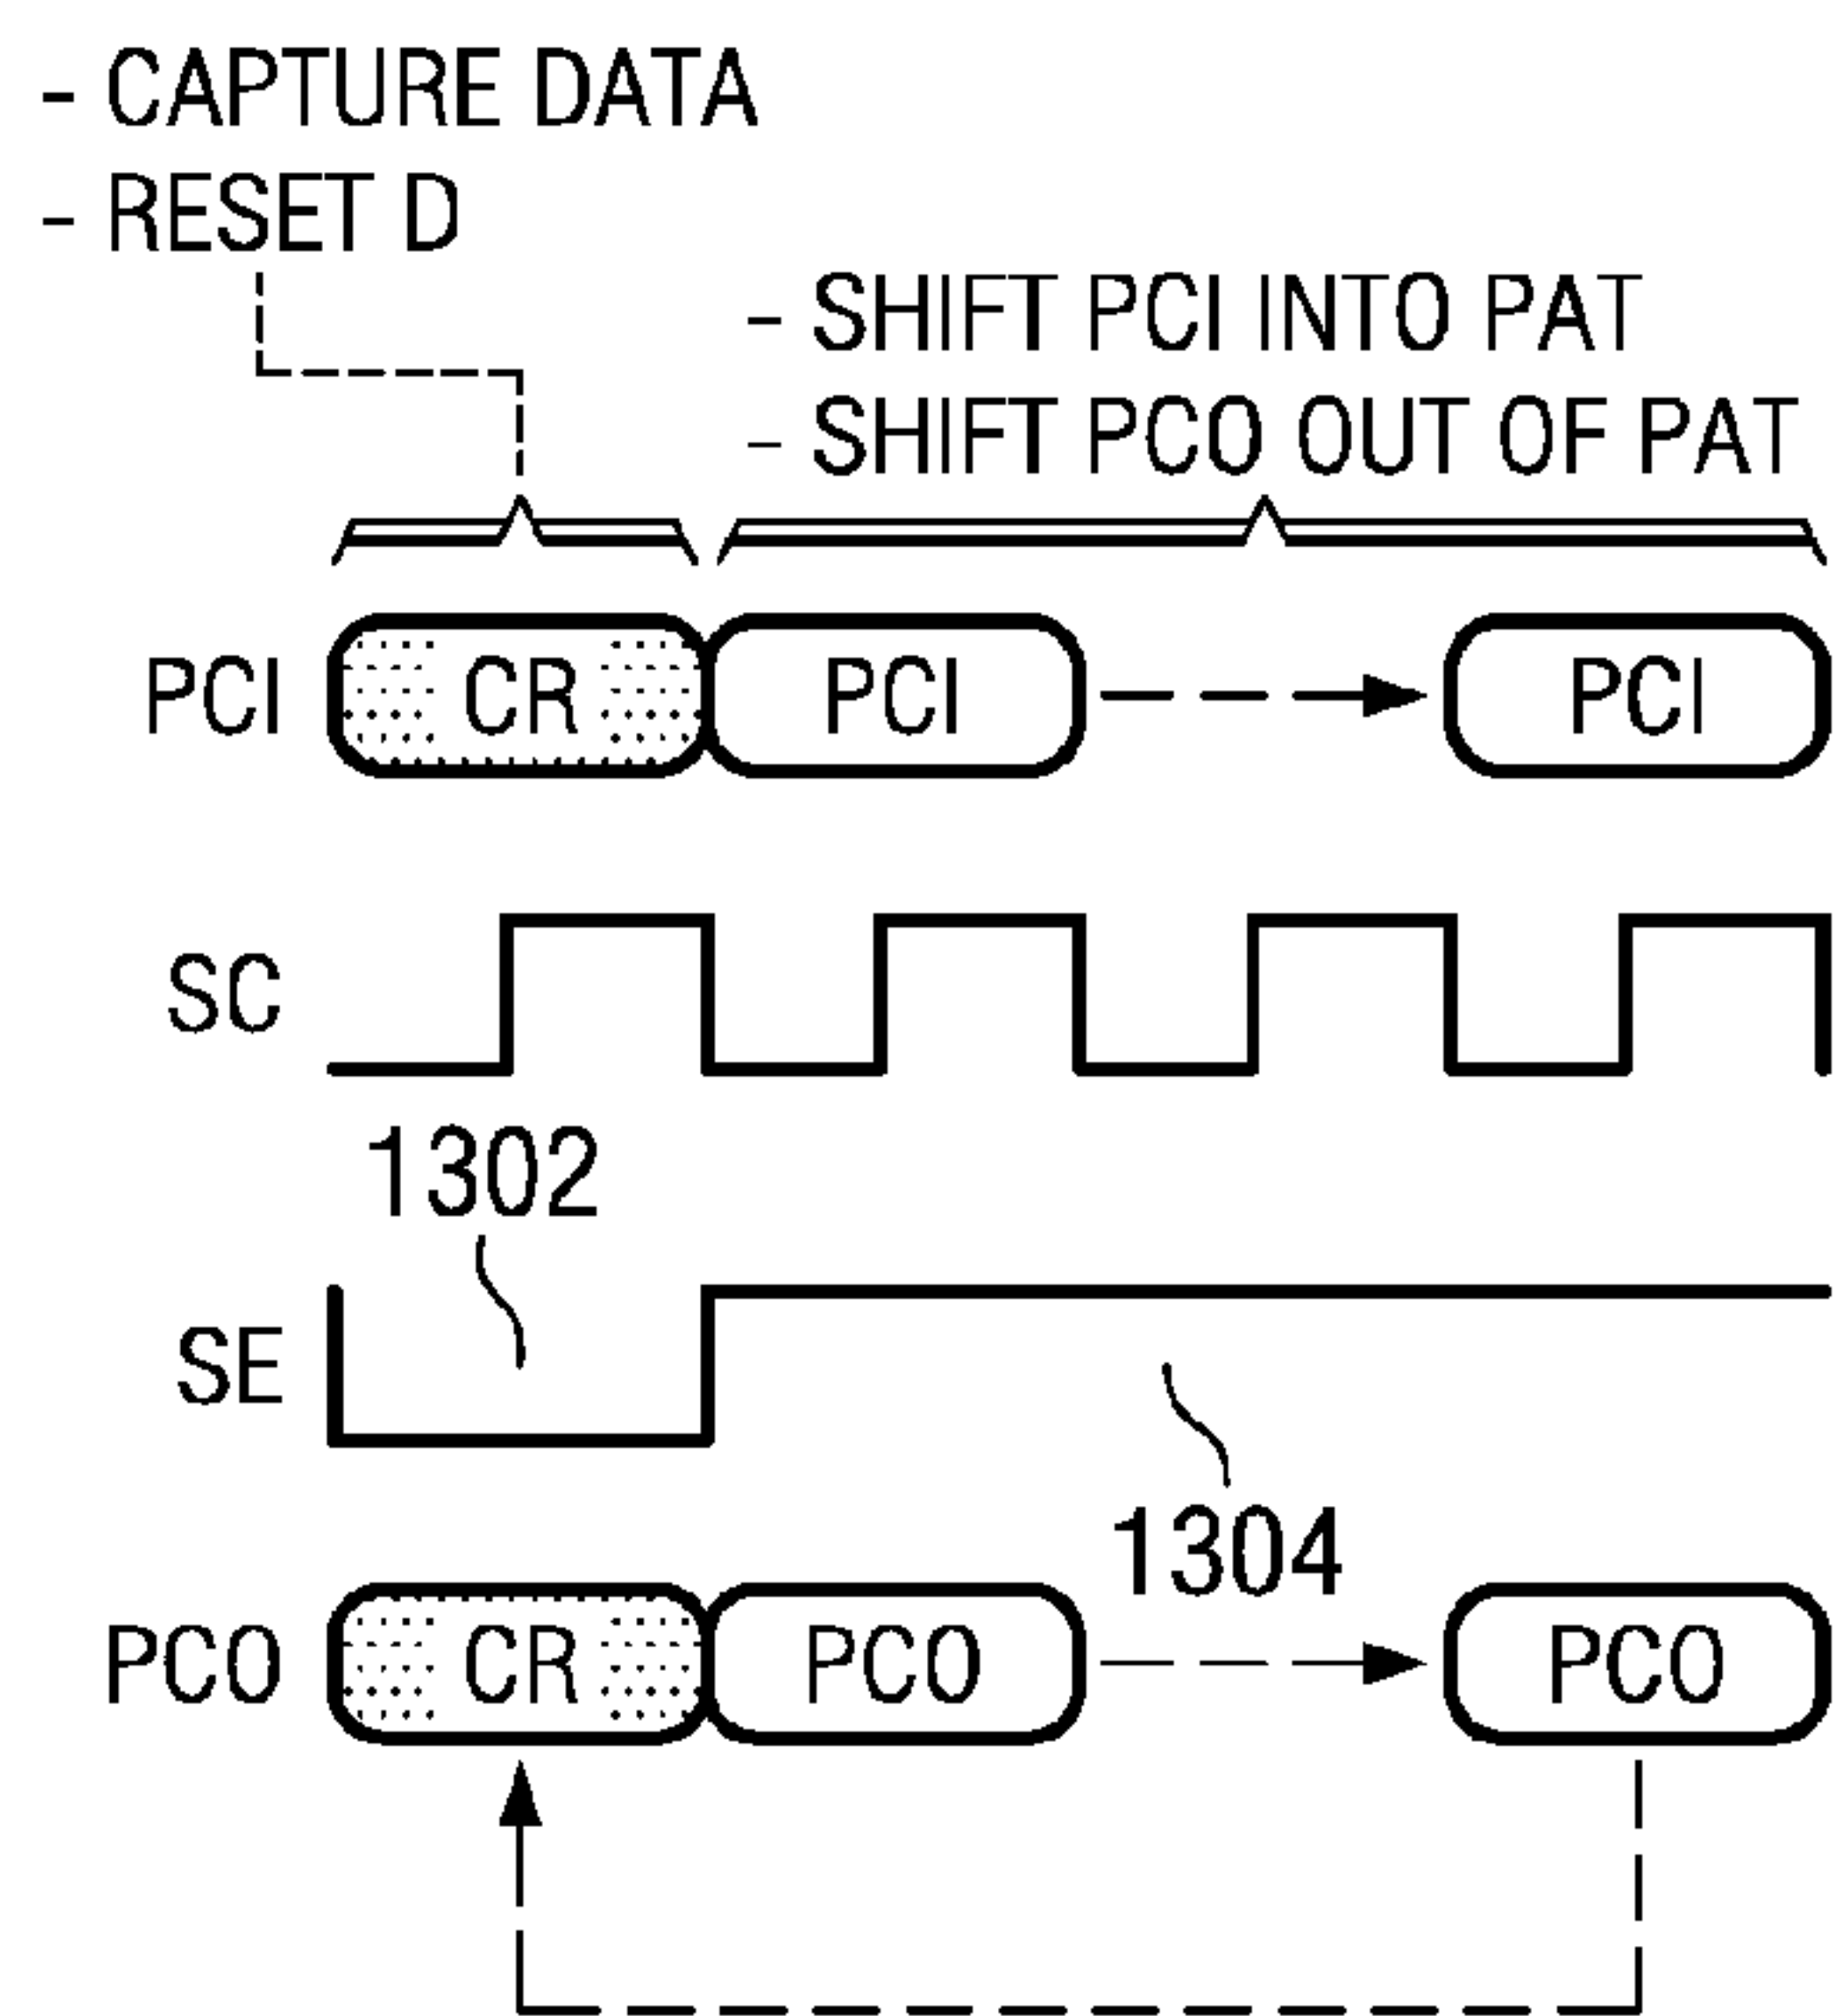 - CAPTURE DATA
- RESET D
- SHIFT PCI INTO PAT
- SHIFT PCO OUT OF PAT
PCI CR PCI PCI
SC
1302
SE
1304
PCO CR PCO PCO